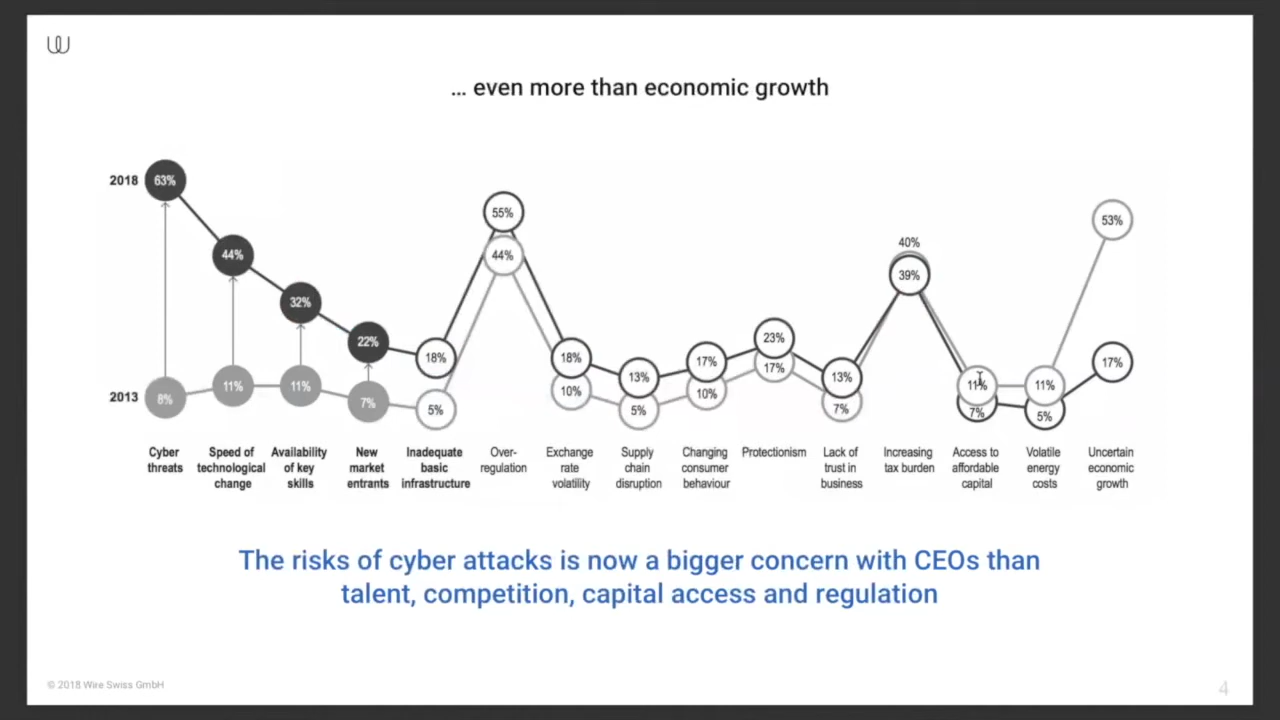 … even more than economic growth
2018
63%
44%
32%
22%
18%
55%
18%
13%
17%
23%
13%
40%
39%
7%
5%
17%
2013
8%
11%
11%
7%
5%
44%
10%
5%
10%
17%
7%
11%
11%
53%
Cyber
threats
Speed of
technological
change
Availability
of key
skills
New
market
entrants
Inadequate
basic
infrastructure
Over-
regulation
Exchange
rate
volatility
Supply
chain
disruption
Changing
consumer
behaviour
Protectionism
Lack of
trust in
business
Increasing
tax burden
Access to
affordable
capital
Volatile
energy
costs
Uncertain
economic
growth
The risks of cyber attacks is now a bigger concern with CEOs than
talent, competition, capital access and regulation
© 2018 Wire Swiss GmbH
4